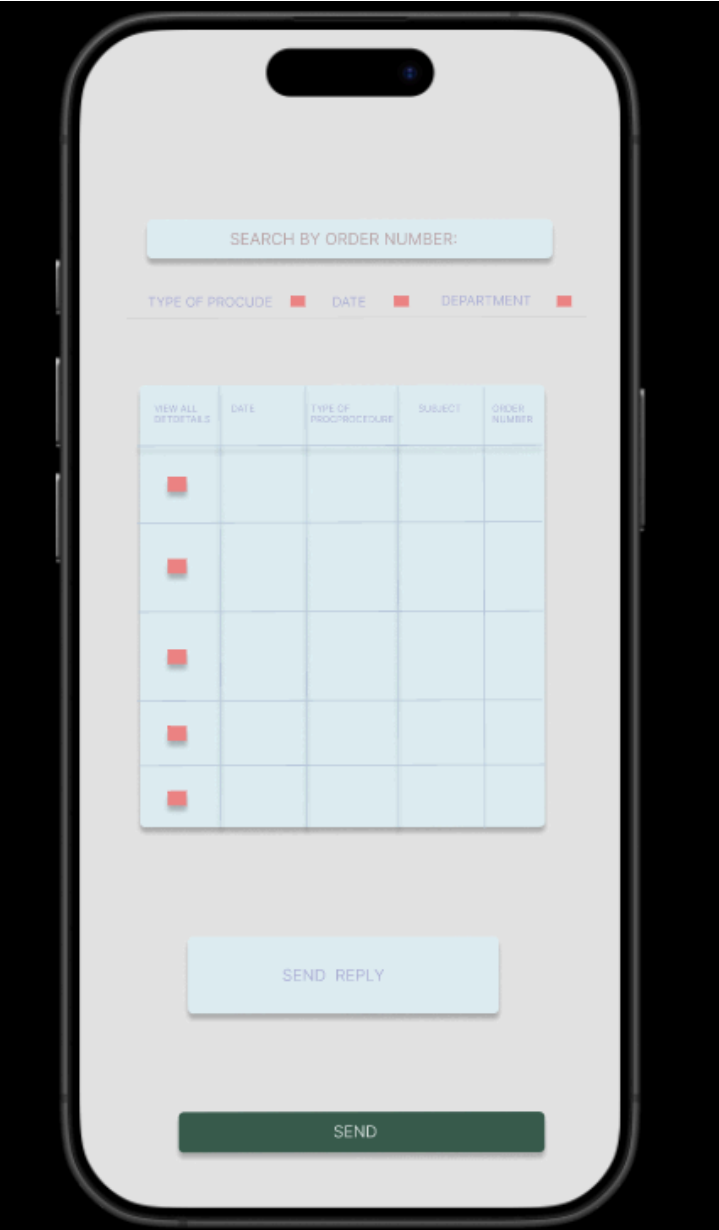 SEARCH BY ORDER NUMBER:
TYPE OF PROCUDE DATE DEPARTMENT
VIEW ALL
DETDETAILS
DATE
TYPE OF
PROCPROCEDURE
SUBJECT
ORDER
NUMBER
SEND REPLY
SEND